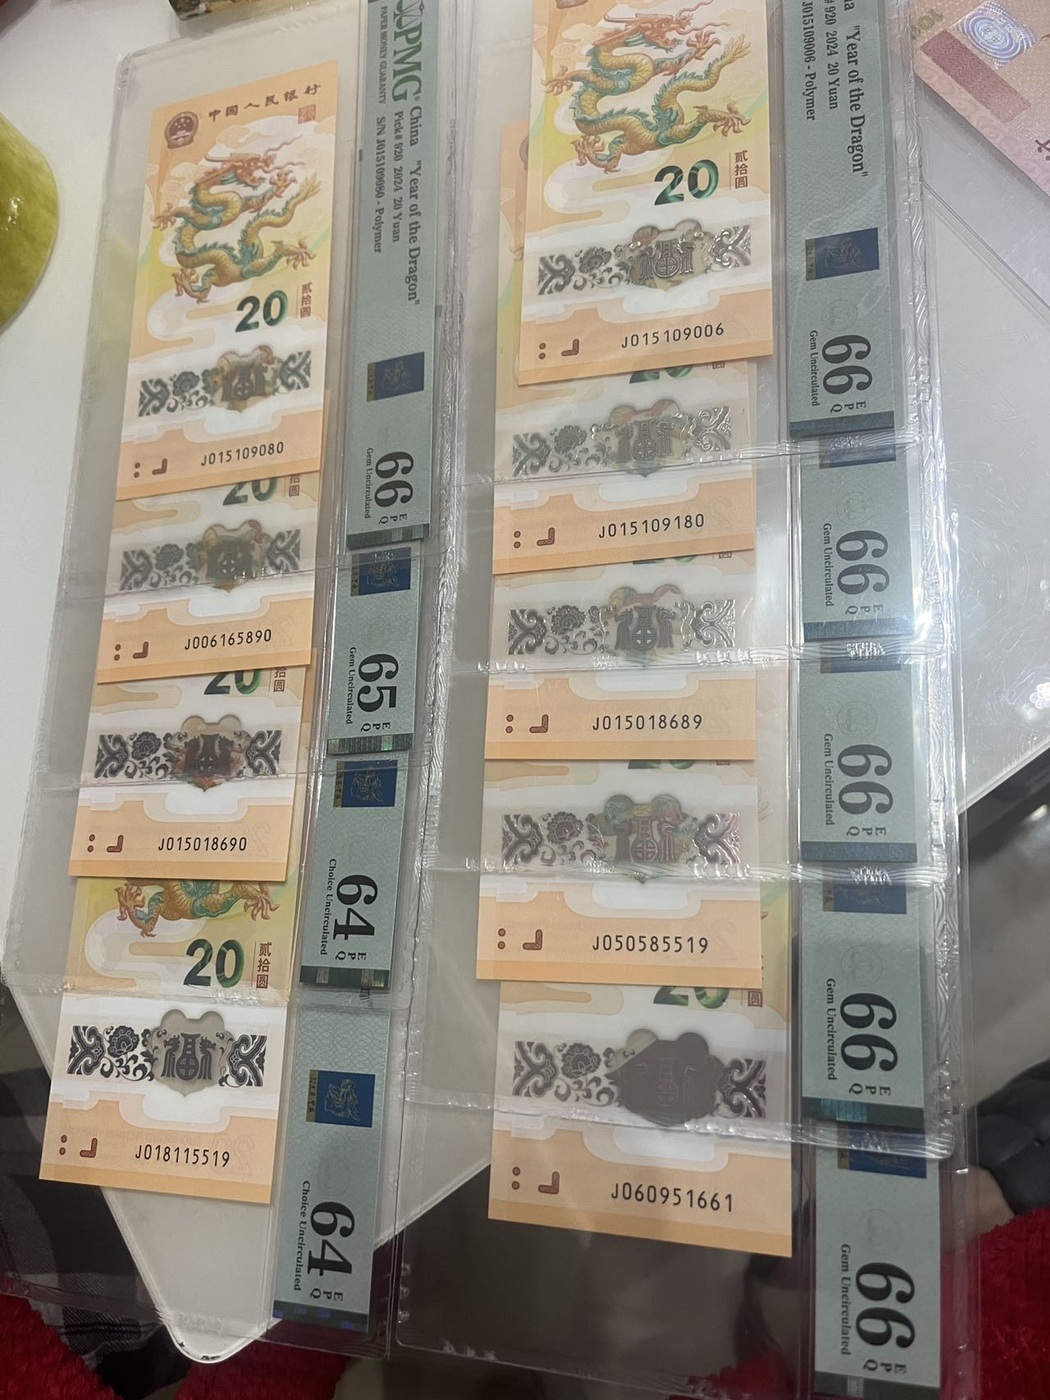 中国人民银行
20
贰拾圆
J015109080
PMG
PAPER MONEY GUARANTY
China "Year of the Dragon"
Pick# 920 2024 20 Yuan
S/N J015109080 - Polymer
66 EPQ
Gem Uncirculated
20
J006165890
65 EPQ
Gem Uncirculated
20
J015018690
64 EPQ
Choice Uncirculated
20
贰拾圆
J018115519
64 EPQ
Choice Uncirculated
20
贰拾圆
J015109006
"Year of the Dragon"
# 920 2024 20 Yuan
J015109006 - Polymer
66 EPQ
Gem Uncirculated
J015109180
66 EPQ
Gem Uncirculated
J015018689
66 EPQ
Gem Uncirculated
J050585519
66 EPQ
Gem Uncirculated
20
J060951661
66 EPQ
Gem Uncirculated